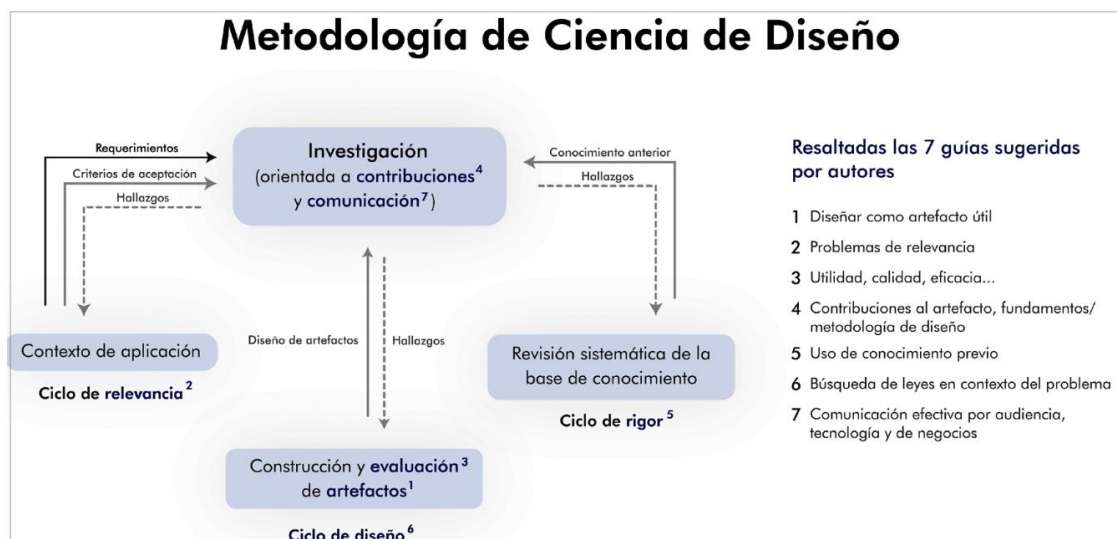 Metodología de Ciencia de Diseño
Requerimientos
Criterios de aceptación
Hallazgos
Investigación
(orientada a contribuciones⁴
y comunicación⁷)
Conocimiento anterior
Hallazgos
Contexto de aplicación
Ciclo de relevancia²
Diseño de artefactos
Hallazgos
Revisión sistemática de la
base de conocimiento
Ciclo de rigor⁵
Construcción y evaluación³
de artefactos¹
Ciclo de diseño⁶
Resaltadas las 7 guías sugeridas
por autores
1 Diseñar como artefacto útil
2 Problemas de relevancia
3 Utilidad, calidad, eficacia...
4 Contribuciones al artefacto, fundamentos/
metodología de diseño
5 Uso de conocimiento previo
6 Búsqueda de leyes en contexto del problema
7 Comunicación efectiva por audiencia,
tecnología y de negocios